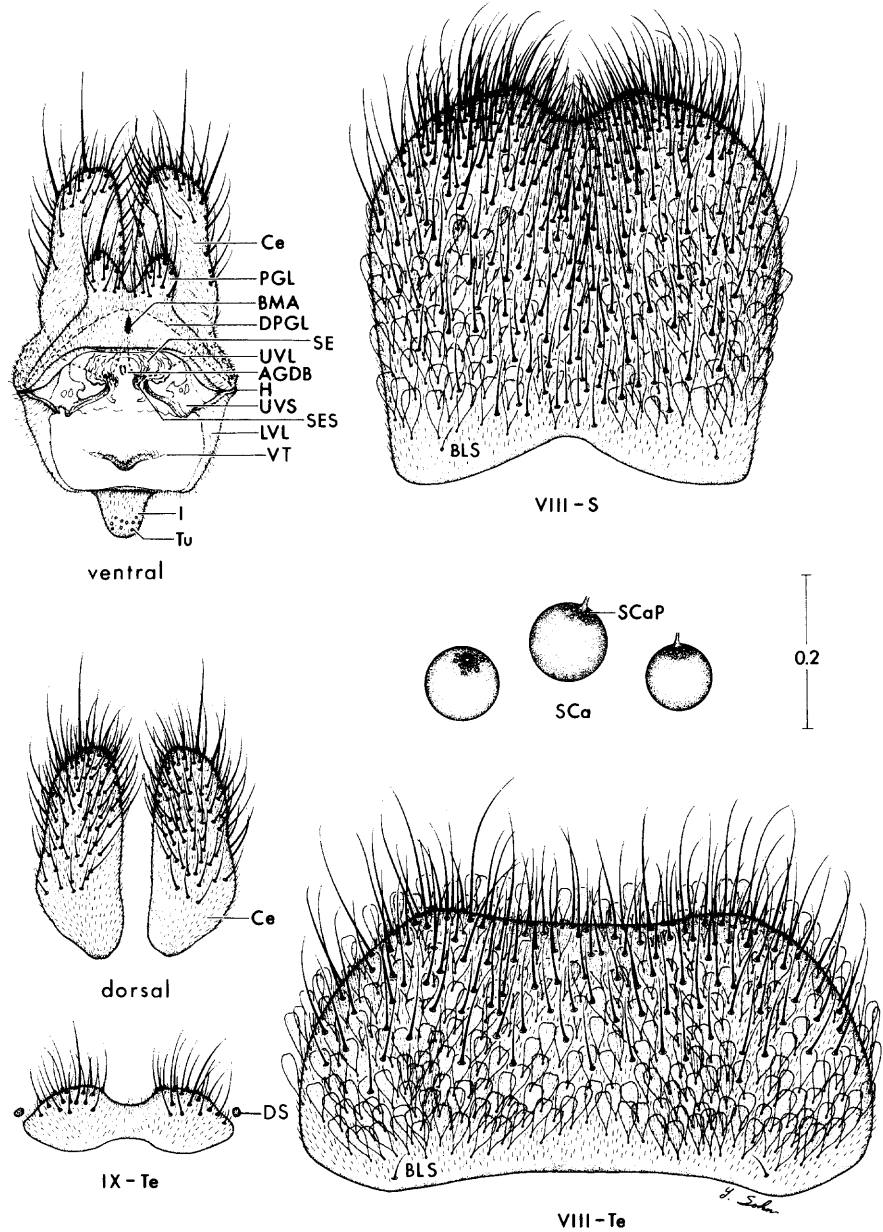 Ce
PGL
BMA
DPGL
SE
UVL
AGDB
H
UVS
SES
LVL
VT
I
Tu
ventral
BLS
VIII – S
SCaP
SCa
0.2
Ce
dorsal
DS
IX – Te
BLS
VIII – Te